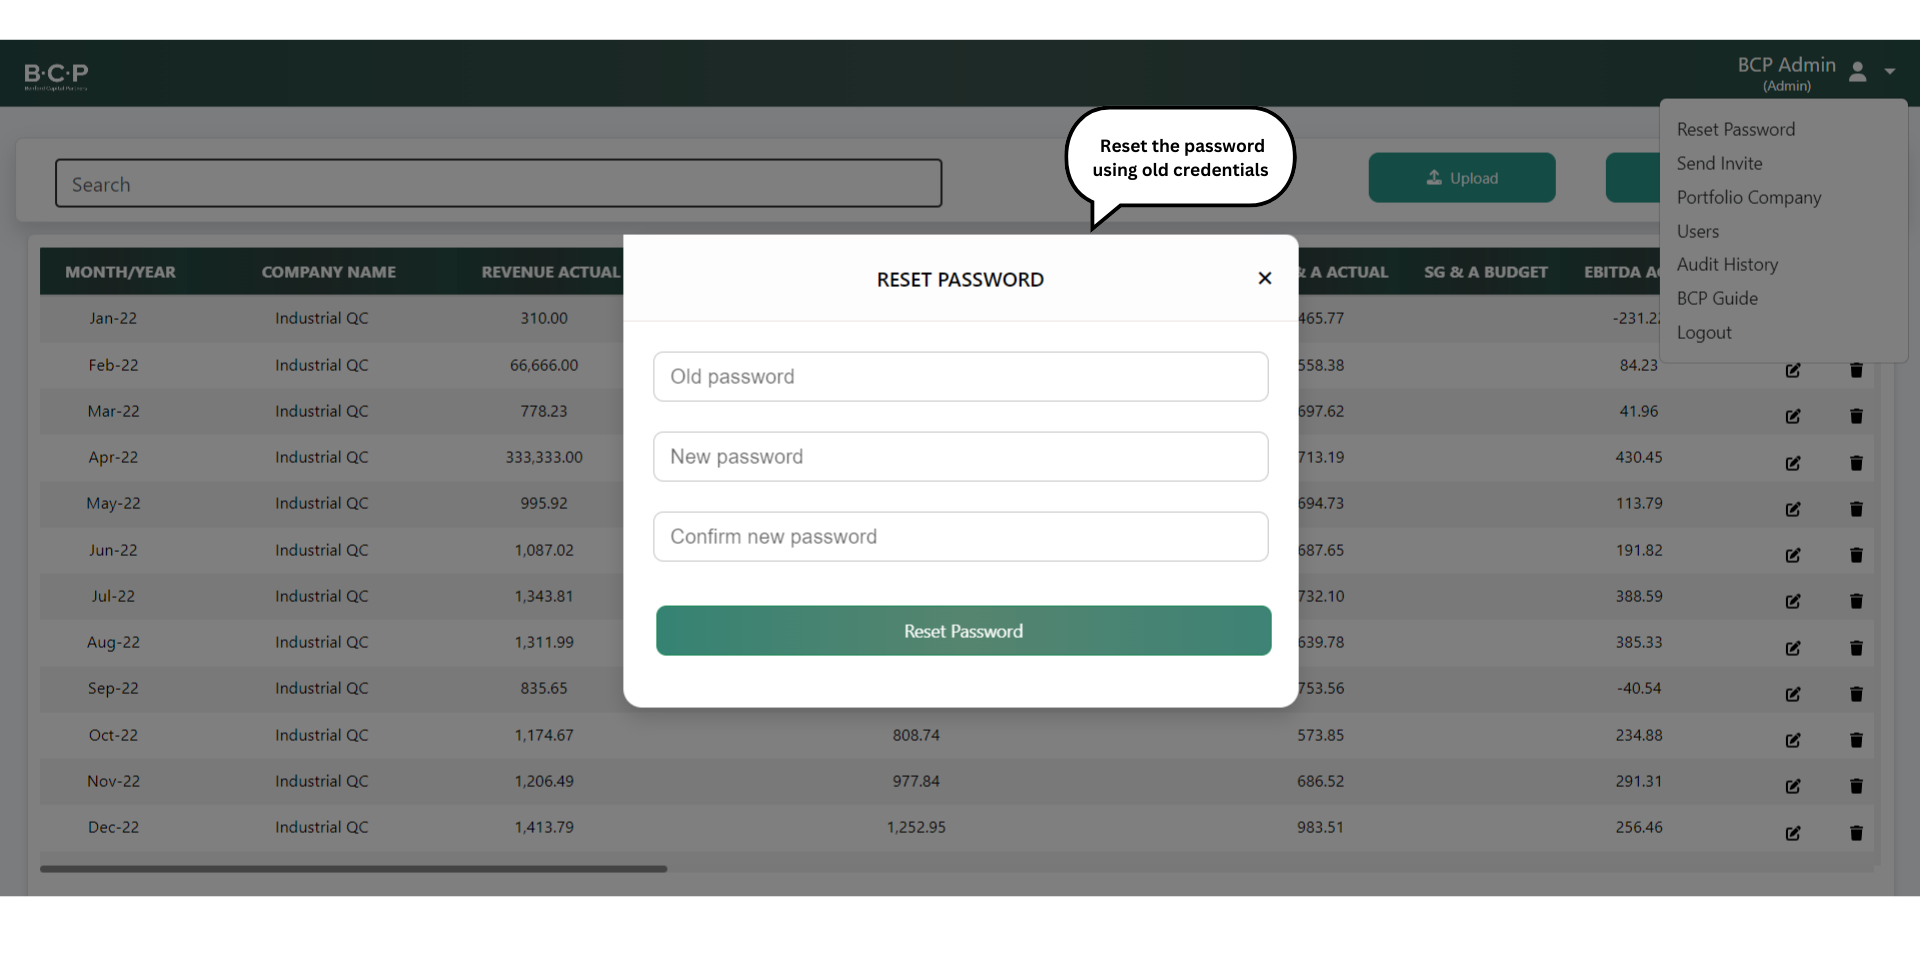 B·C·P
BCP Admin
(Admin)
Reset Password
Send Invite
Portfolio Company
Users
Audit History
BCP Guide
Logout
Reset the password
using old credentials
Search
Upload
MONTH/YEAR COMPANY NAME REVENUE ACTUAL & A ACTUAL SG & A BUDGET EBITDA
Jan-22 Industrial QC 310.00 465.77 -231.2
Feb-22 Industrial QC 66,666.00 558.38 84.23
Mar-22 Industrial QC 778.23 697.62 41.96
Apr-22 Industrial QC 333,333.00 713.19 430.45
May-22 Industrial QC 995.92 694.73 113.79
Jun-22 Industrial QC 1,087.02 687.65 191.82
Jul-22 Industrial QC 1,343.81 732.10 388.59
Aug-22 Industrial QC 1,311.99 639.78 385.33
Sep-22 Industrial QC 835.65 753.56 -40.54
Oct-22 Industrial QC 1,174.67 808.74 573.85 234.88
Nov-22 Industrial QC 1,206.49 977.84 686.52 291.31
Dec-22 Industrial QC 1,413.79 1,252.95 983.51 256.46
RESET PASSWORD
Old password
New password
Confirm new password
Reset Password